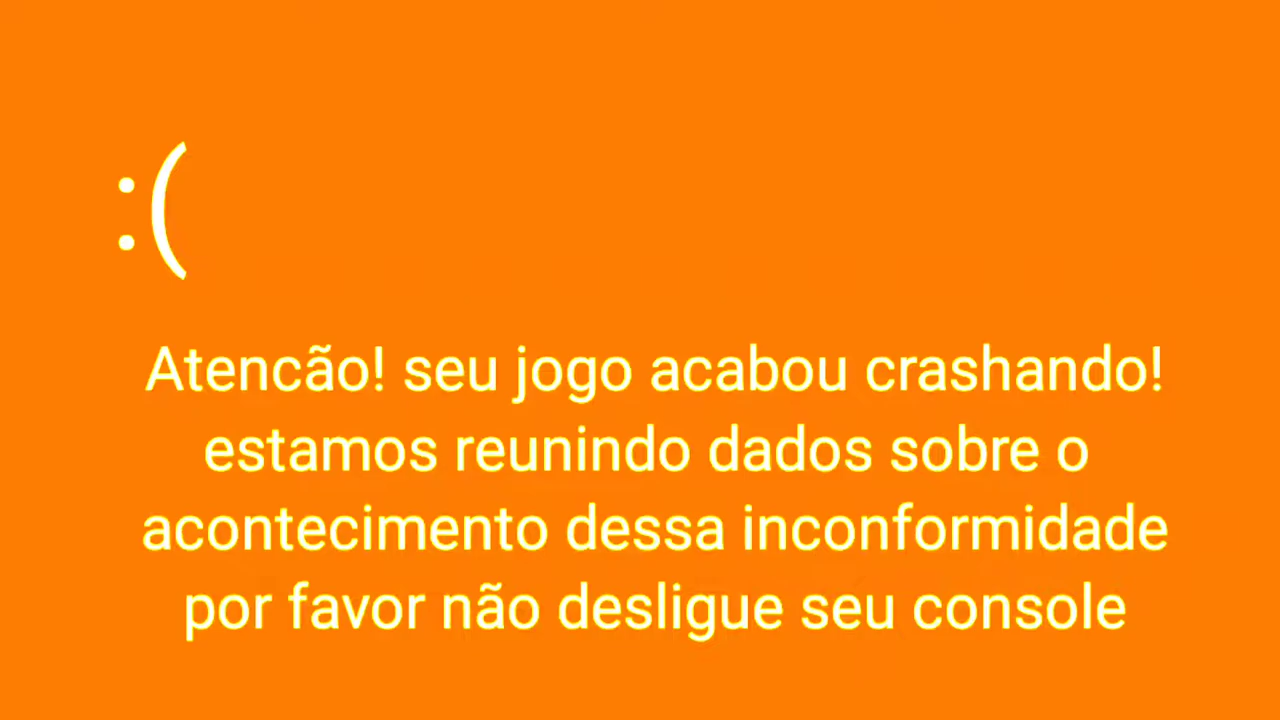 :(
Atencão! seu jogo acabou crashando!
estamos reunindo dados sobre o
acontecimento dessa inconformidade
por favor não desligue seu console